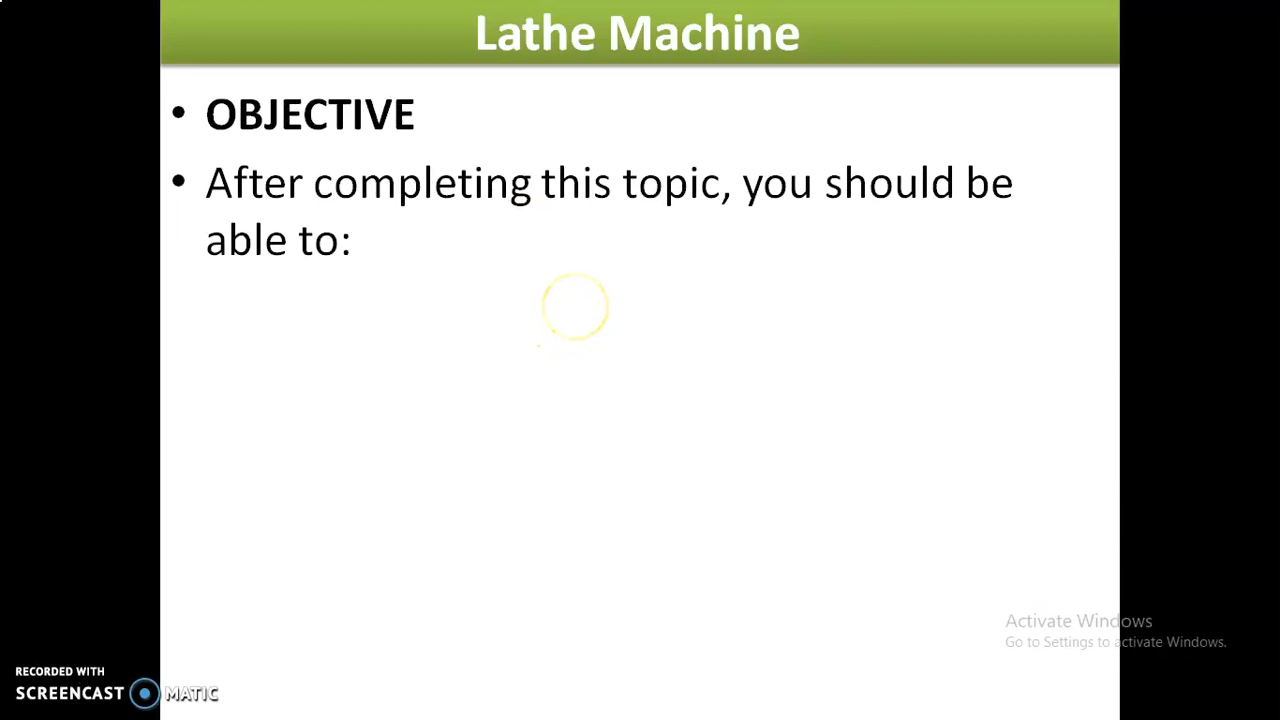 Lathe Machine
• OBJECTIVE
• After completing this topic, you should be
able to:
Activate Windows
Go to Settings to activate Windows.
RECORDED WITH
SCREENCAST MATIC